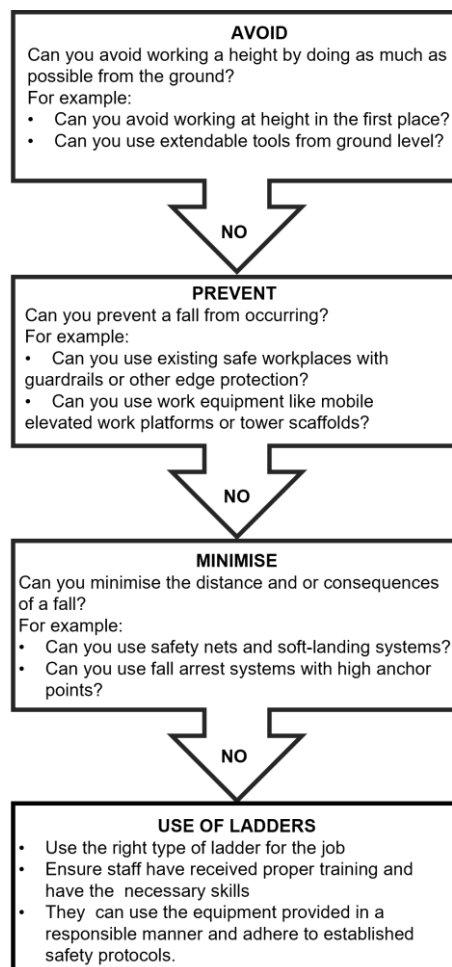 AVOID
Can you avoid working a height by doing as much as
possible from the ground?
For example:
• Can you avoid working at height in the first place?
• Can you use extendable tools from ground level?
NO
PREVENT
Can you prevent a fall from occurring?
For example:
• Can you use existing safe workplaces with
guardrails or other edge protection?
• Can you use work equipment like mobile
elevated work platforms or tower scaffolds?
NO
MINIMISE
Can you minimise the distance and or consequences
of a fall?
For example:
• Can you use safety nets and soft-landing systems?
• Can you use fall arrest systems with high anchor
points?
NO
USE OF LADDERS
• Use the right type of ladder for the job
• Ensure staff have received proper training and
have the necessary skills
• They can use the equipment provided in a
responsible manner and adhere to established
safety protocols.